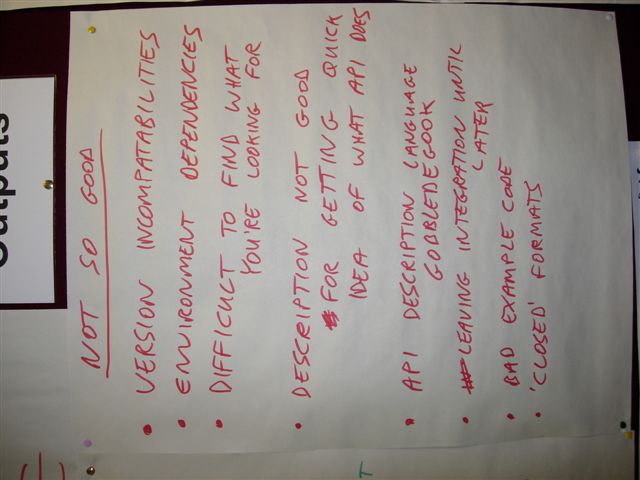 Outputs
NOT SO GOOD
• VERSION INCOMPATABILITIES
• ENVIRONMENT DEPENDENCIES
• DIFFICULT TO FIND WHAT
YOU'RE LOOKING FOR
• DESCRIPTION NOT GOOD
FOR GETTING QUICK
IDEA OF WHAT API DOES
• API DESCRIPTION LANGUAGE
GOBBLEDEGOOK
• LEAVING INTEGRATION UNTIL
LATER
• BAD EXAMPLE CODE
• 'CLOSED' FORMATS
T